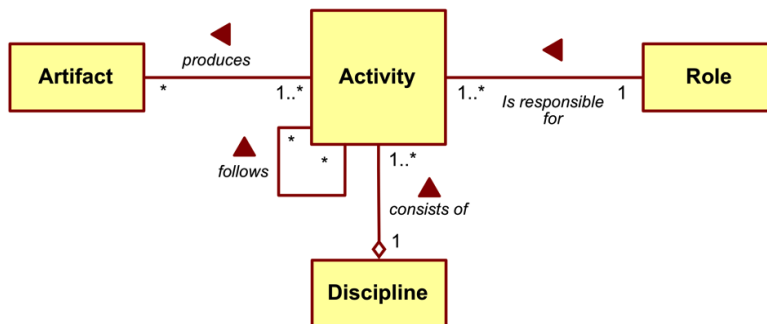 produces
Artifact
Activity
Role
*
1..*
1..*
1
Is responsible
for
*
*
follows
1..*
consists of
1
Discipline